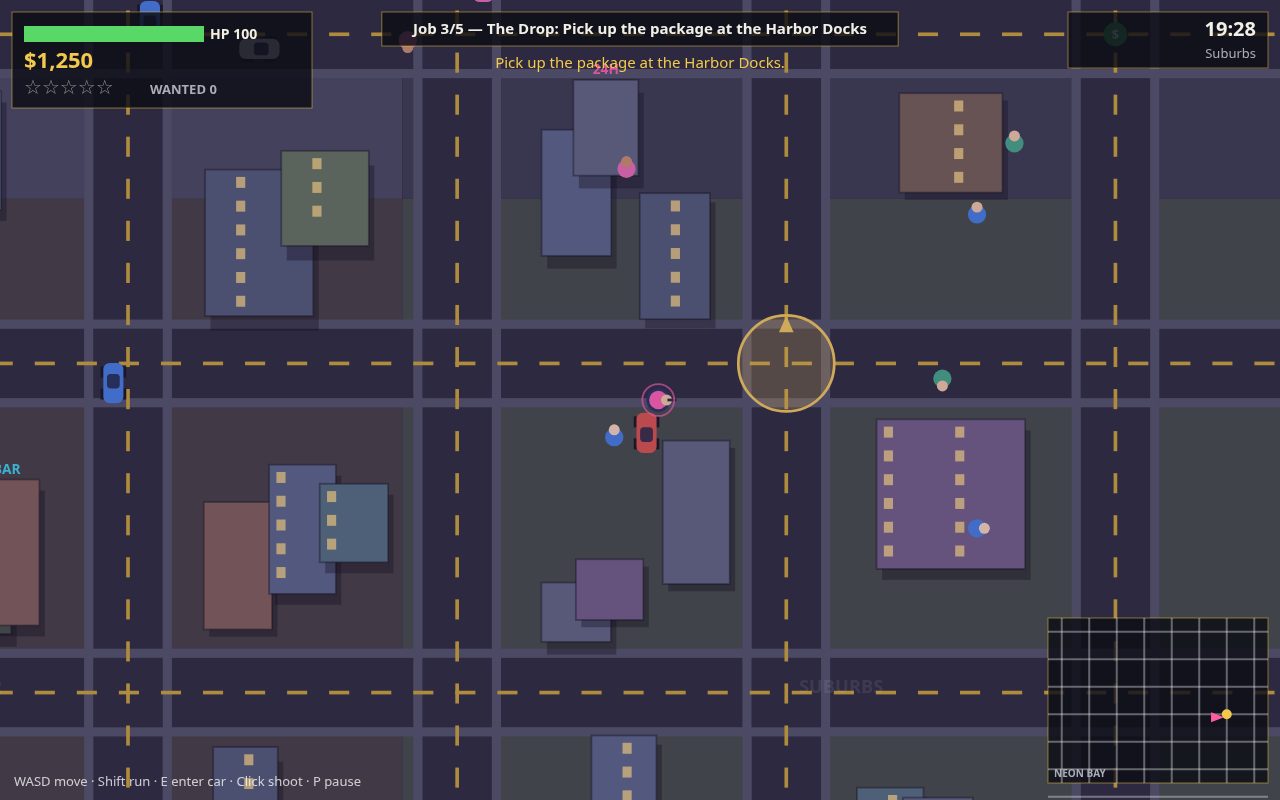 HP 100
$1,250
☆☆☆☆☆ WANTED 0
Job 3/5 — The Drop: Pick up the package at the Harbor Docks
Pick up the package at the Harbor Docks.
24H
$
19:28
Suburbs
BAR
SUBURBS
NEON BAY
WASD move · Shift run · E enter car · Click shoot · P pause